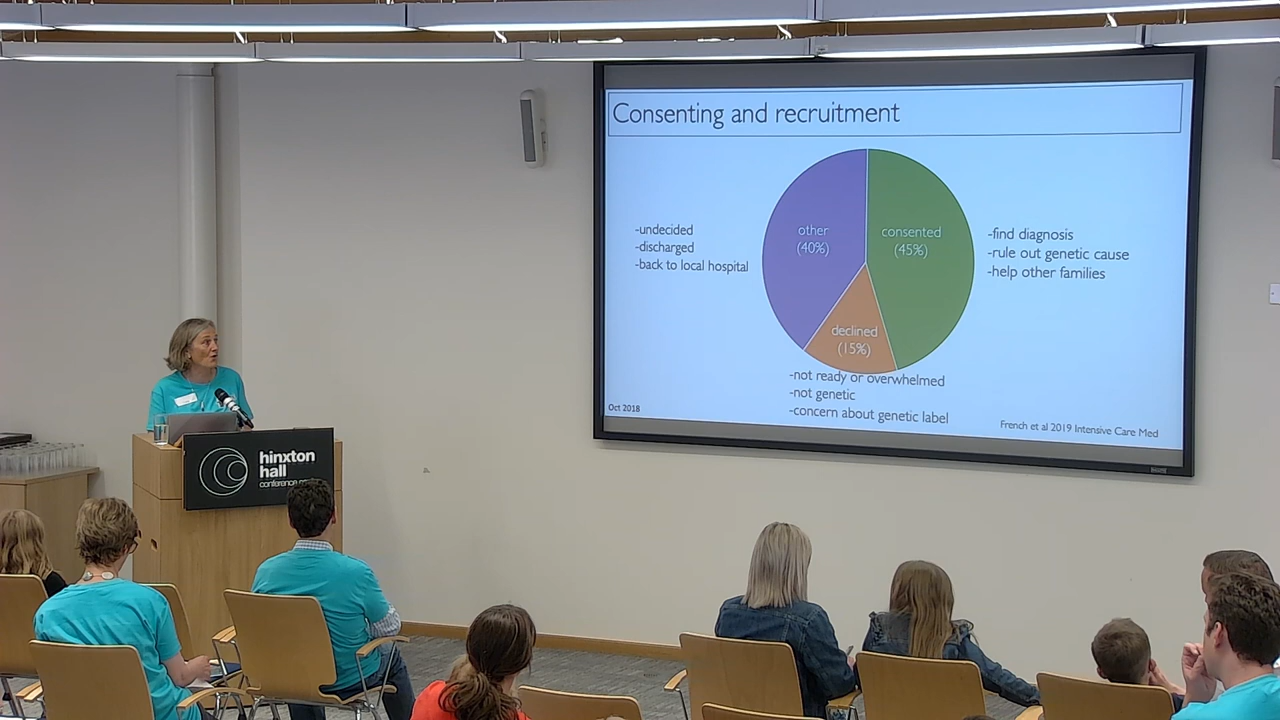 Consenting and recruitment
-undecided
-discharged
-back to local hospital
other
(40%)
consented
(45%)
-find diagnosis
-rule out genetic cause
-help other families
declined
(15%)
-not ready or overwhelmed
-not genetic
-concern about genetic label
Oct 2018
French et al 2019 Intensive Care Med
hinxton
hall
conference